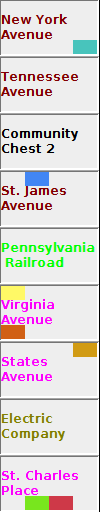 New York
Avenue
Tennessee
Avenue
Community
Chest 2
St. James
Avenue
Pennsylvania
Railroad
Virginia
Avenue
States
Avenue
Electric
Company
St. Charles
Place